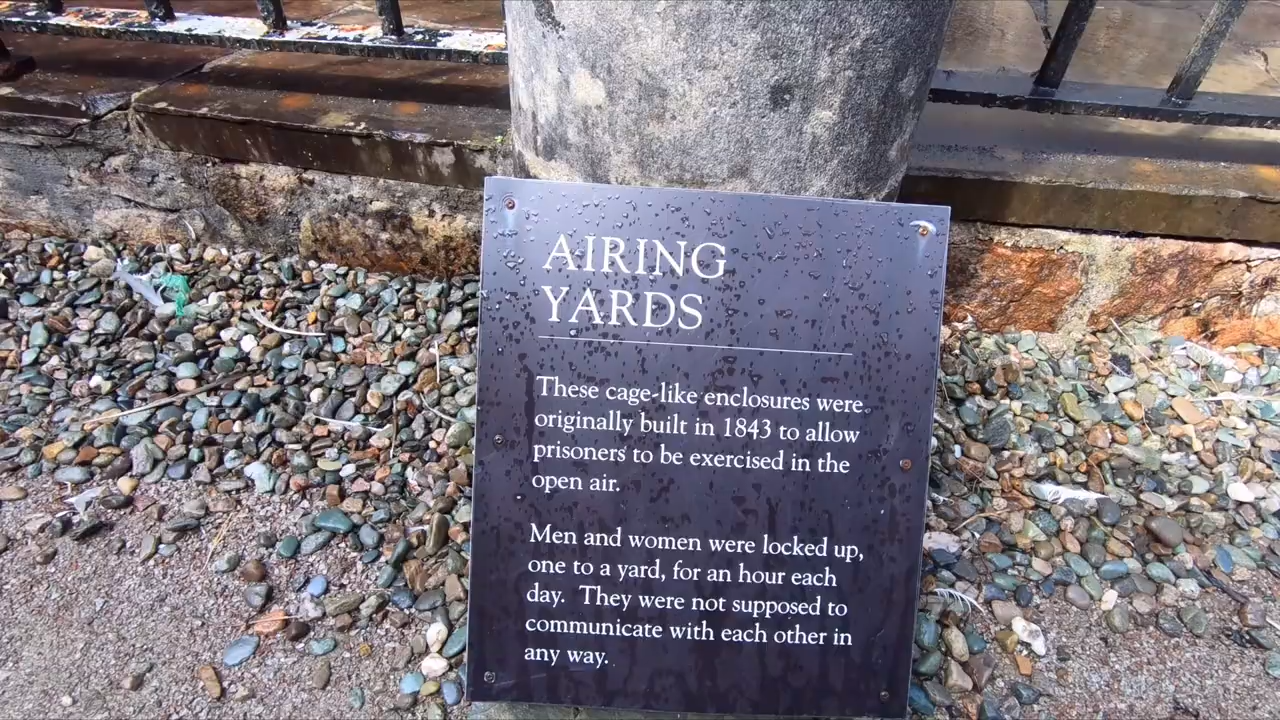 AIRING
YARDS
These cage-like enclosures were
originally built in 1843 to allow
prisoners to be exercised in the
open air.
Men and women were locked up,
one to a yard, for an hour each
day. They were not supposed to
communicate with each other in
any way.